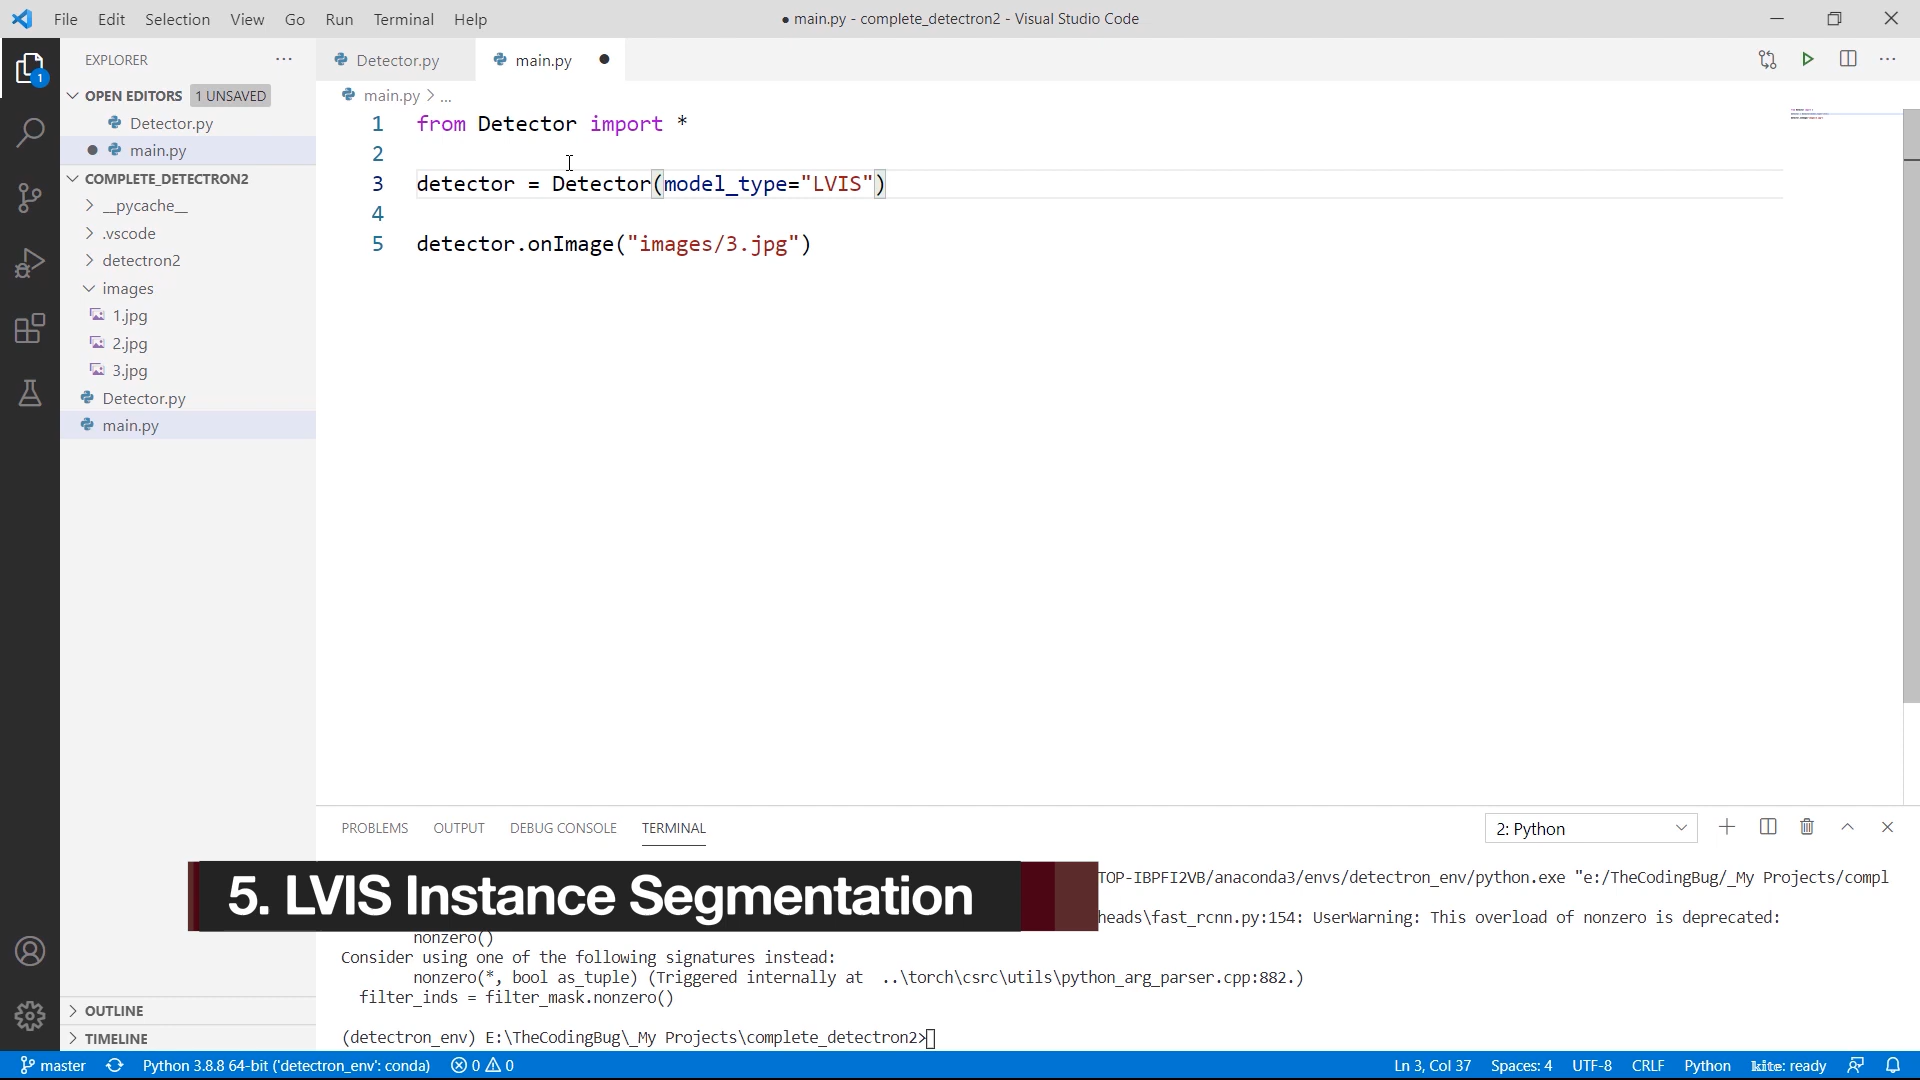 File Edit Selection View Go Run Terminal Help
● main.py - complete_detectron2 - Visual Studio Code
EXPLORER ...
1
OPEN EDITORS 1 UNSAVED
Detector.py
● main.py
COMPLETE_DETECTRON2
__pycache__
.vscode
detectron2
images
1.jpg
2.jpg
3.jpg
Detector.py
main.py
OUTLINE
TIMELINE
Detector.py main.py ●
main.py > ...
1 from Detector import *
2
3 detector = Detector(model_type="LVIS")
4
5 detector.onImage("images/3.jpg")
PROBLEMS OUTPUT DEBUG CONSOLE TERMINAL 2: Python
5. LVIS Instance Segmentation
TOP-IBPFI2VB/anaconda3/envs/detectron_env/python.exe "e:/TheCodingBug/_My Projects/compl
heads\fast_rcnn.py:154: UserWarning: This overload of nonzero is deprecated:
nonzero()
Consider using one of the following signatures instead:
nonzero(*, bool as_tuple) (Triggered internally at ..\torch\csrc\utils\python_arg_parser.cpp:882.)
filter_inds = filter_mask.nonzero()
(detectron_env) E:\TheCodingBug\_My Projects\complete_detectron2>
master Python 3.8.8 64-bit ('detectron_env': conda) 0 0 Ln 3, Col 37 Spaces: 4 UTF-8 CRLF Python kite: ready